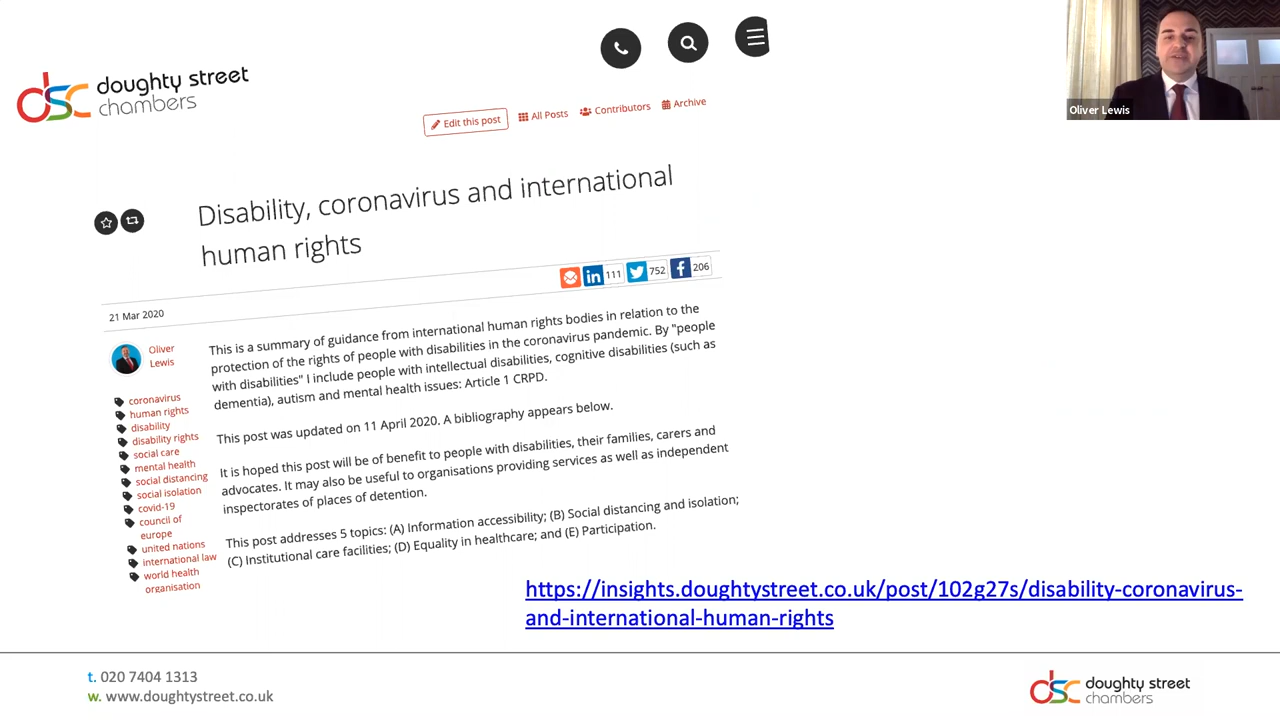 doughty street
chambers
Edit this post
All Posts
Contributors
Archive
Oliver Lewis
Disability, coronavirus and international
human rights
111
752
206
21 Mar 2020
Oliver
Lewis
coronavirus
human rights
disability
disability rights
social care
mental health
social distancing
social isolation
covid-19
council of
europe
united nations
international law
world health
organisation
This is a summary of guidance from international human rights bodies in relation to the
protection of the rights of people with disabilities in the coronavirus pandemic. By "people
with disabilities" I include people with intellectual disabilities, cognitive disabilities (such as
dementia), autism and mental health issues: Article 1 CRPD.
This post was updated on 11 April 2020. A bibliography appears below.
It is hoped this post will be of benefit to people with disabilities, their families, carers and
advocates. It may also be useful to organisations providing services as well as independent
inspectorates of places of detention.
This post addresses 5 topics: (A) Information accessibility; (B) Social distancing and isolation;
(C) Institutional care facilities; (D) Equality in healthcare; and (E) Participation.
https://insights.doughtystreet.co.uk/post/102g27s/disability-coronavirus-
and-international-human-rights
t. 020 7404 1313
w. www.doughtystreet.co.uk
dsc doughty street
chambers